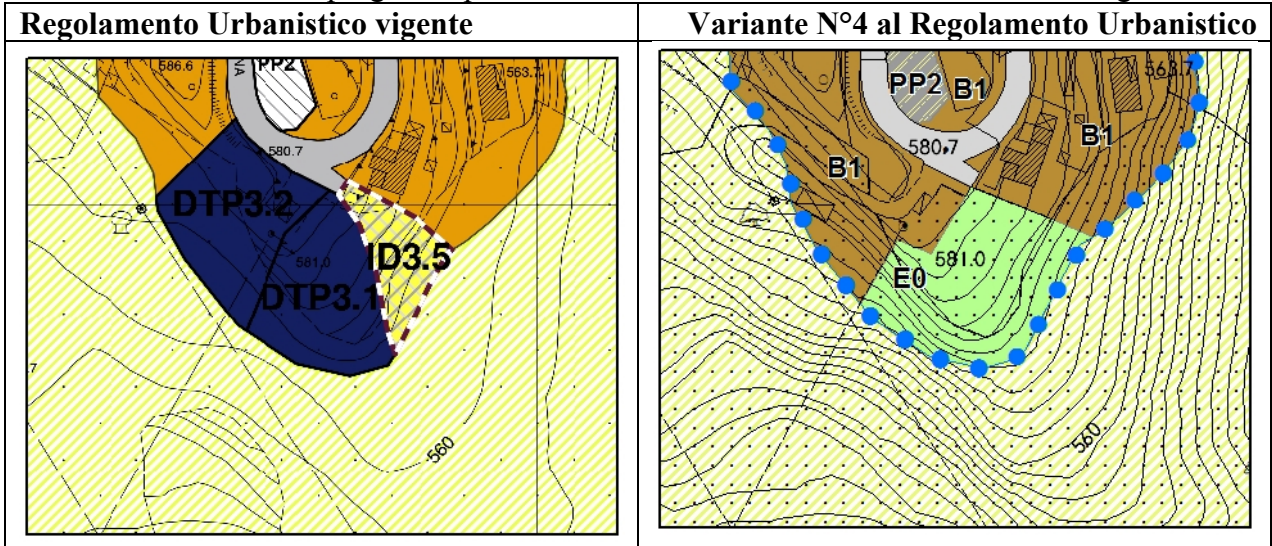 Regolamento Urbanistico vigente
Variante N°4 al Regolamento Urbanistico
586.6
NA
PP2
563.7
580.7
DTP3.2
ID3.5
581.0
DTP3.1
560
PP2
B1
563.7
580.7
B1
B1
581.0
E0
560